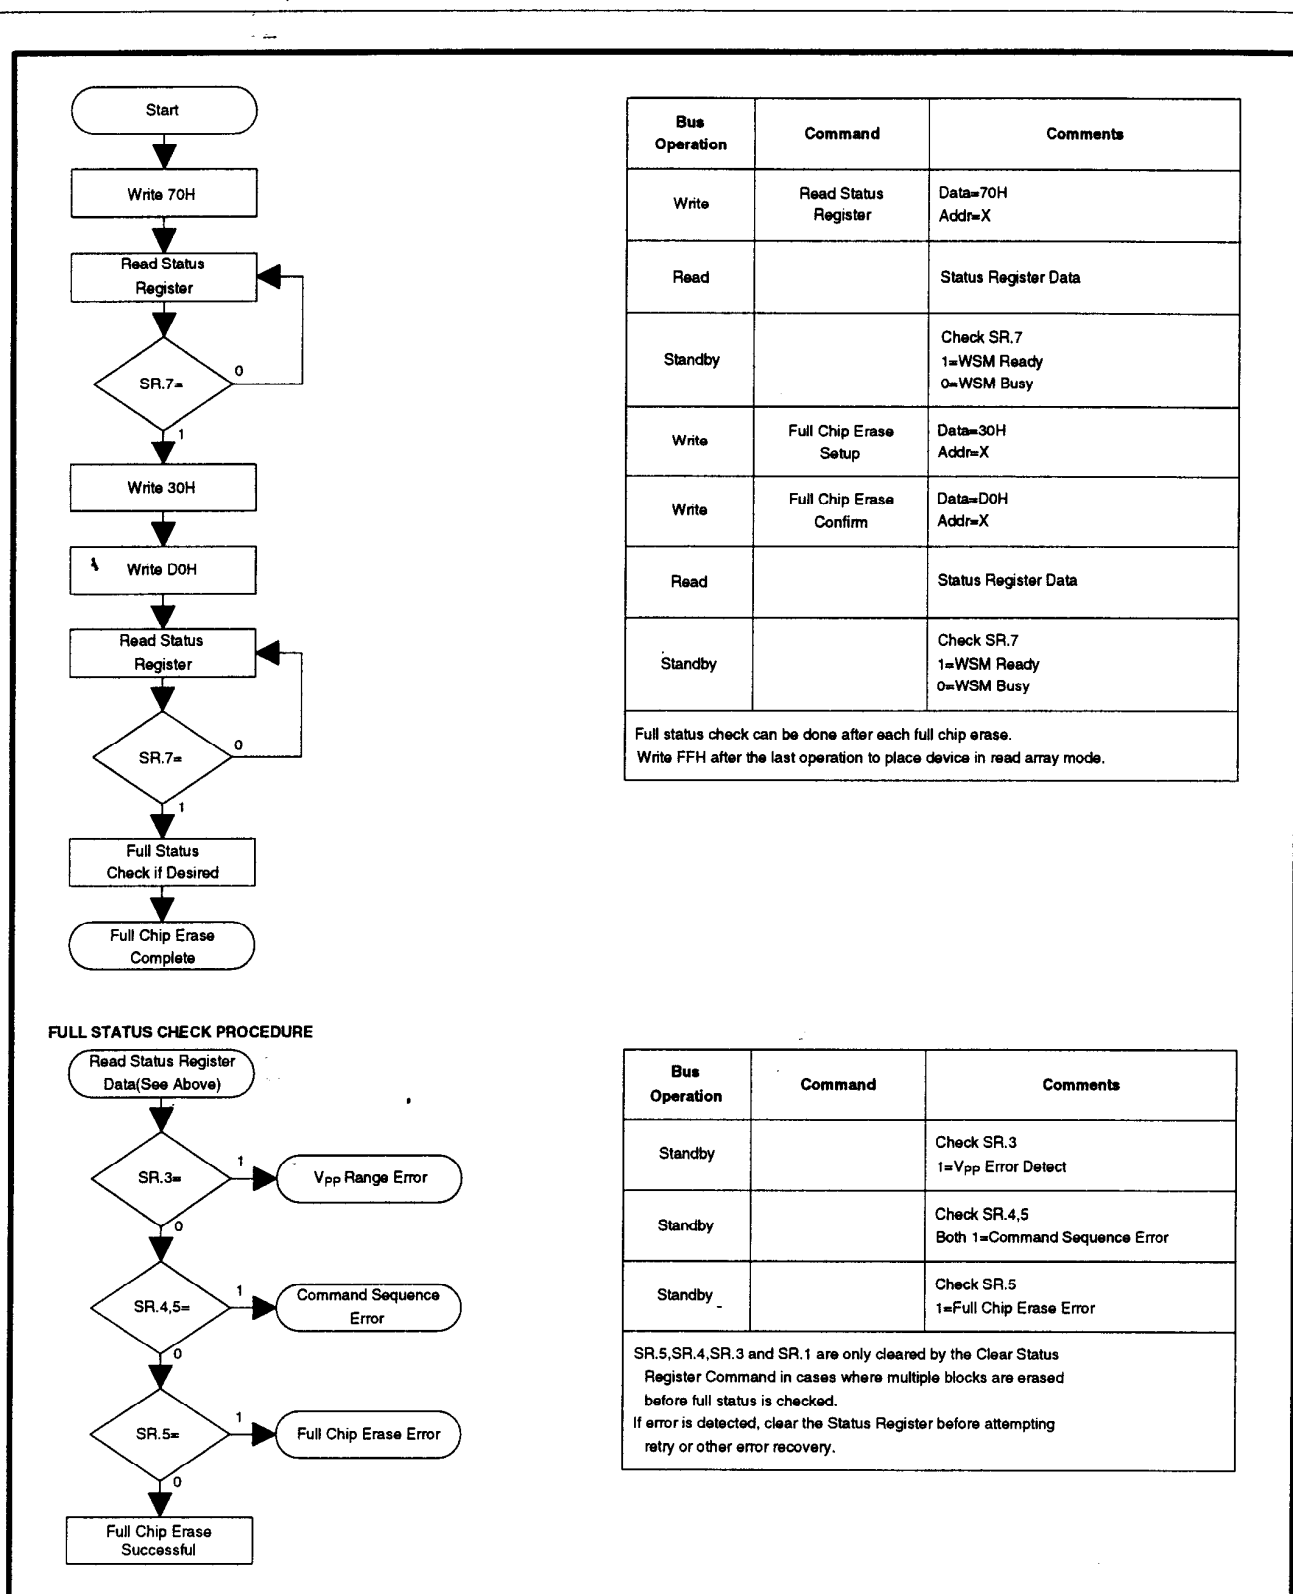 Start
Write 70H
Read Status
Register
SR.7=
0
1
Write 30H
Write D0H
Read Status
Register
SR.7=
0
1
Full Status
Check if Desired
Full Chip Erase
Complete
Bus
Operation
Command
Comments
Write
Read Status
Register
Data=70H
Addr=X
Read
Status Register Data
Standby
Check SR.7
1=WSM Ready
0=WSM Busy
Write
Full Chip Erase
Setup
Data=30H
Addr=X
Write
Full Chip Erase
Confirm
Data=D0H
Addr=X
Read
Status Register Data
Standby
Check SR.7
1=WSM Ready
0=WSM Busy
Full status check can be done after each full chip erase.
Write FFH after the last operation to place device in read array mode.
FULL STATUS CHECK PROCEDURE
Read Status Register
Data(See Above)
SR.3=
1
VPP Range Error
0
SR.4,5=
1
Command Sequence
Error
0
SR.5=
1
Full Chip Erase Error
0
Full Chip Erase
Successful
Bus
Operation
Command
Comments
Standby
Check SR.3
1=VPP Error Detect
Standby
Check SR.4,5
Both 1=Command Sequence Error
Standby
Check SR.5
1=Full Chip Erase Error
SR.5,SR.4,SR.3 and SR.1 are only cleared by the Clear Status
Register Command in cases where multiple blocks are erased
before full status is checked.
If error is detected, clear the Status Register before attempting
retry or other error recovery.